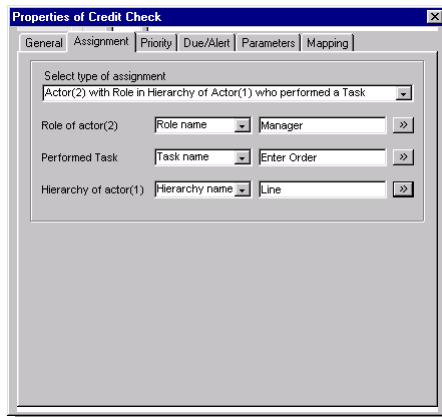 Properties of Credit Check
General Assignment Priority Due/Alert Parameters Mapping
Select type of assignment
Actor(2) with Role in Hierarchy of Actor(1) who performed a Task
Role of actor(2) Role name Manager >>
Performed Task Task name Enter Order >>
Hierarchy of actor(1) Hierarchy name Line >>